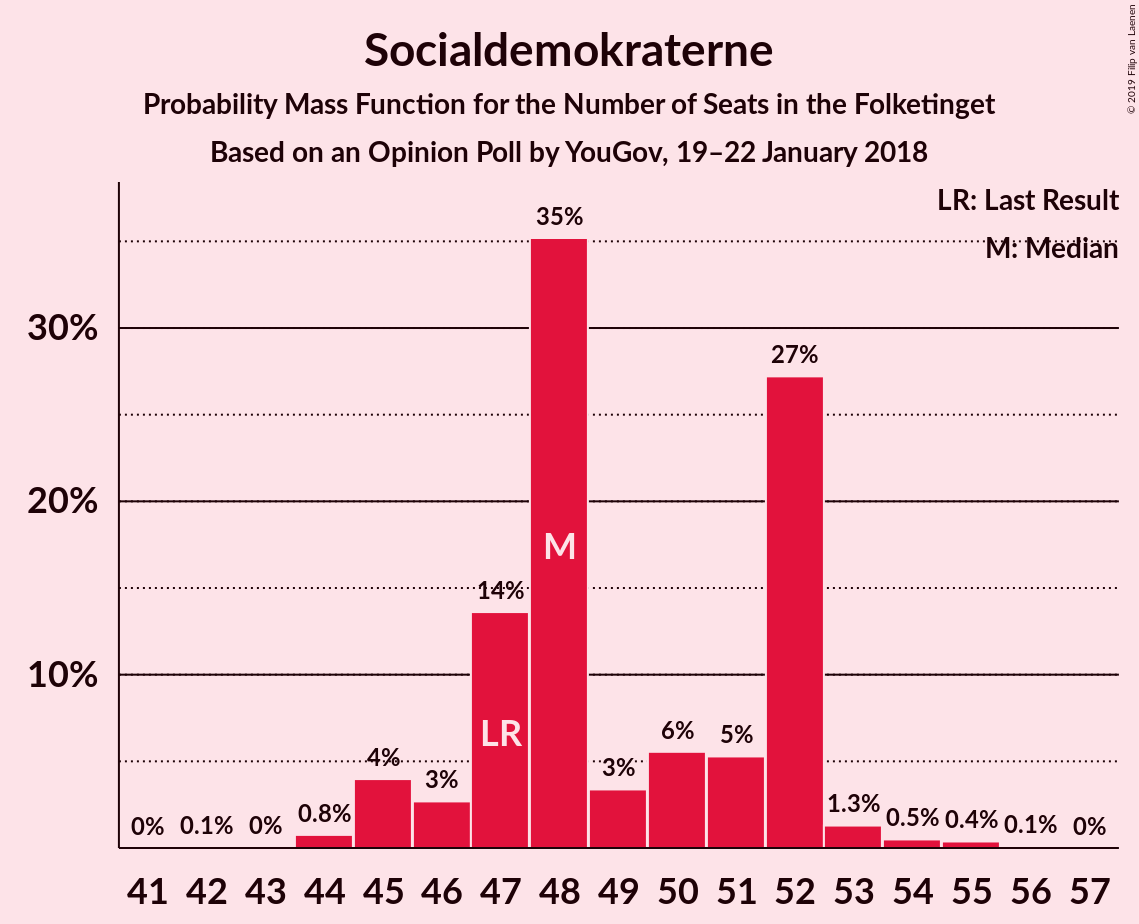 Socialdemokraterne
Probability Mass Function for the Number of Seats in the Folketinget
Based on an Opinion Poll by YouGov, 19–22 January 2018
© 2019 Filip van Laenen
LR: Last Result
M: Median
30%
20%
10%
0%
0.1%
0%
0.8%
4%
3%
14%
35%
3%
6%
5%
27%
1.3%
0.5%
0.4%
0.1%
0%
LR
M
41 42 43 44 45 46 47 48 49 50 51 52 53 54 55 56 57